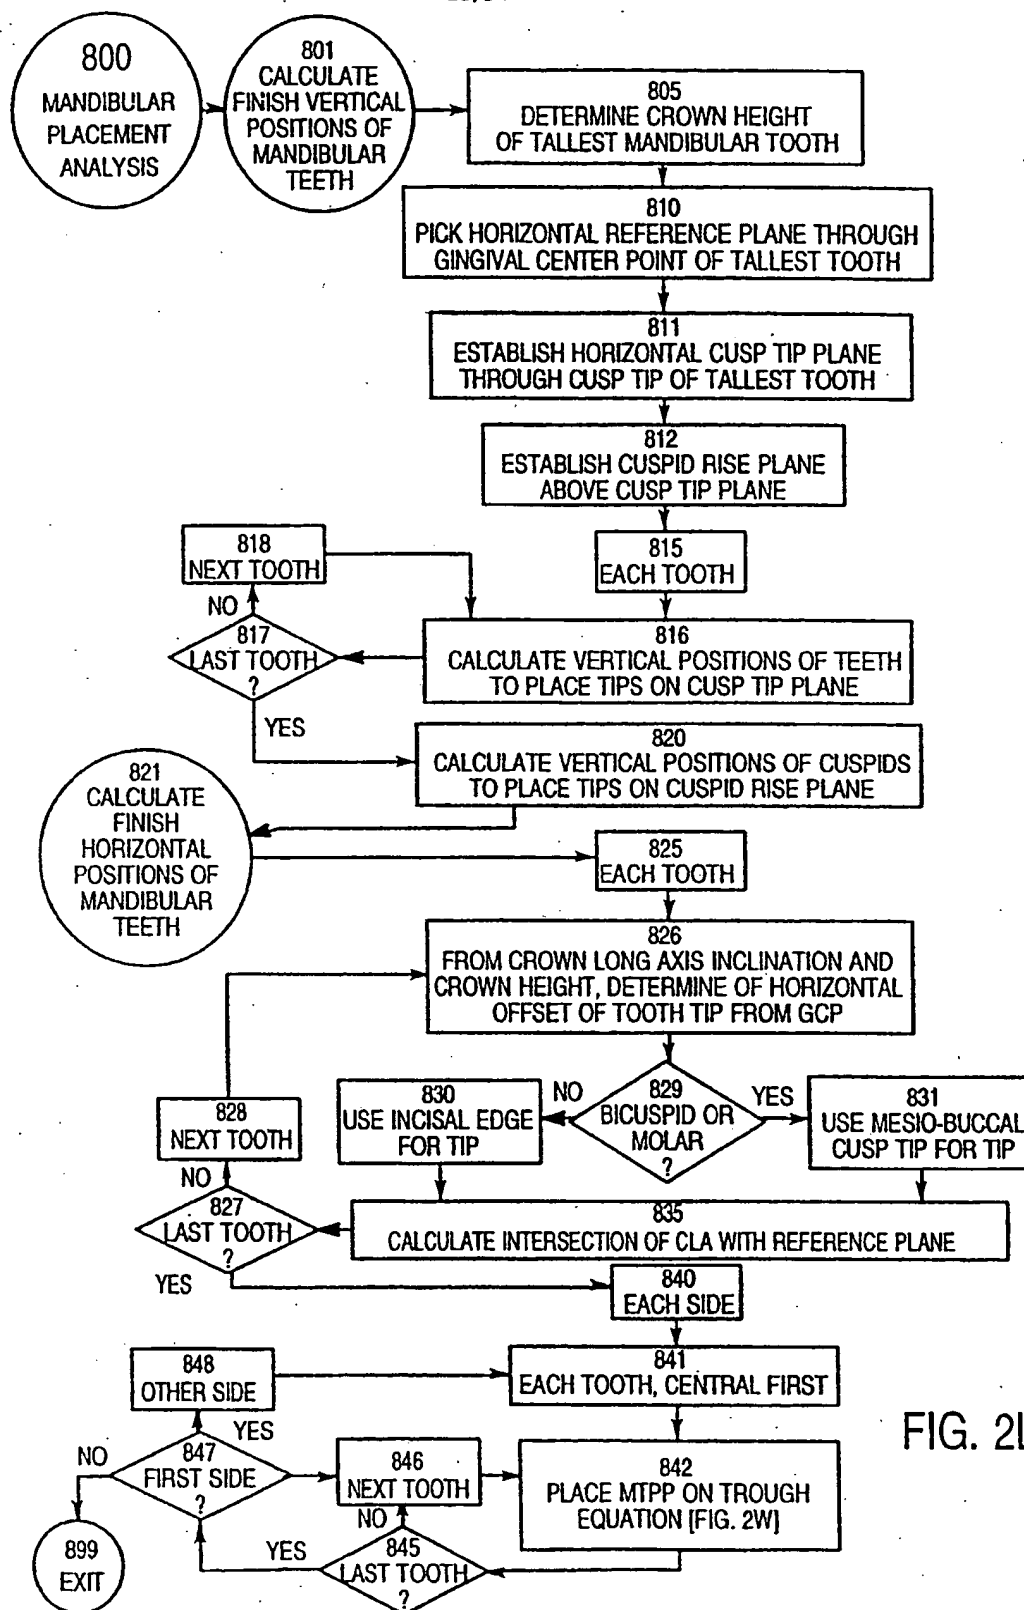 800
MANDIBULAR
PLACEMENT
ANALYSIS
801
CALCULATE
FINISH VERTICAL
POSITIONS OF
MANDIBULAR
TEETH
805
DETERMINE CROWN HEIGHT
OF TALLEST MANDIBULAR TOOTH
810
PICK HORIZONTAL REFERENCE PLANE THROUGH
GINGIVAL CENTER POINT OF TALLEST TOOTH
811
ESTABLISH HORIZONTAL CUSP TIP PLANE
THROUGH CUSP TIP OF TALLEST TOOTH
812
ESTABLISH CUSPID RISE PLANE
ABOVE CUSP TIP PLANE
815
EACH TOOTH
818
NEXT TOOTH
NO
817
LAST TOOTH
?
YES
816
CALCULATE VERTICAL POSITIONS OF TEETH
TO PLACE TIPS ON CUSP TIP PLANE
820
CALCULATE VERTICAL POSITIONS OF CUSPIDS
TO PLACE TIPS ON CUSPID RISE PLANE
821
CALCULATE
FINISH
HORIZONTAL
POSITIONS OF
MANDIBULAR
TEETH
825
EACH TOOTH
826
FROM CROWN LONG AXIS INCLINATION AND
CROWN HEIGHT, DETERMINE OF HORIZONTAL
OFFSET OF TOOTH TIP FROM GCP
829
BICUSPID OR
MOLAR
?
NO
YES
830
USE INCISAL EDGE
FOR TIP
831
USE MESIO-BUCCAL
CUSP TIP FOR TIP
828
NEXT TOOTH
NO
827
LAST TOOTH
?
YES
835
CALCULATE INTERSECTION OF CLA WITH REFERENCE PLANE
840
EACH SIDE
841
EACH TOOTH, CENTRAL FIRST
848
OTHER SIDE
YES
NO
847
FIRST SIDE
?
846
NEXT TOOTH
NO
842
PLACE MTPP ON TROUGH
EQUATION [FIG. 2W]
845
LAST TOOTH
?
YES
899
EXIT
FIG.